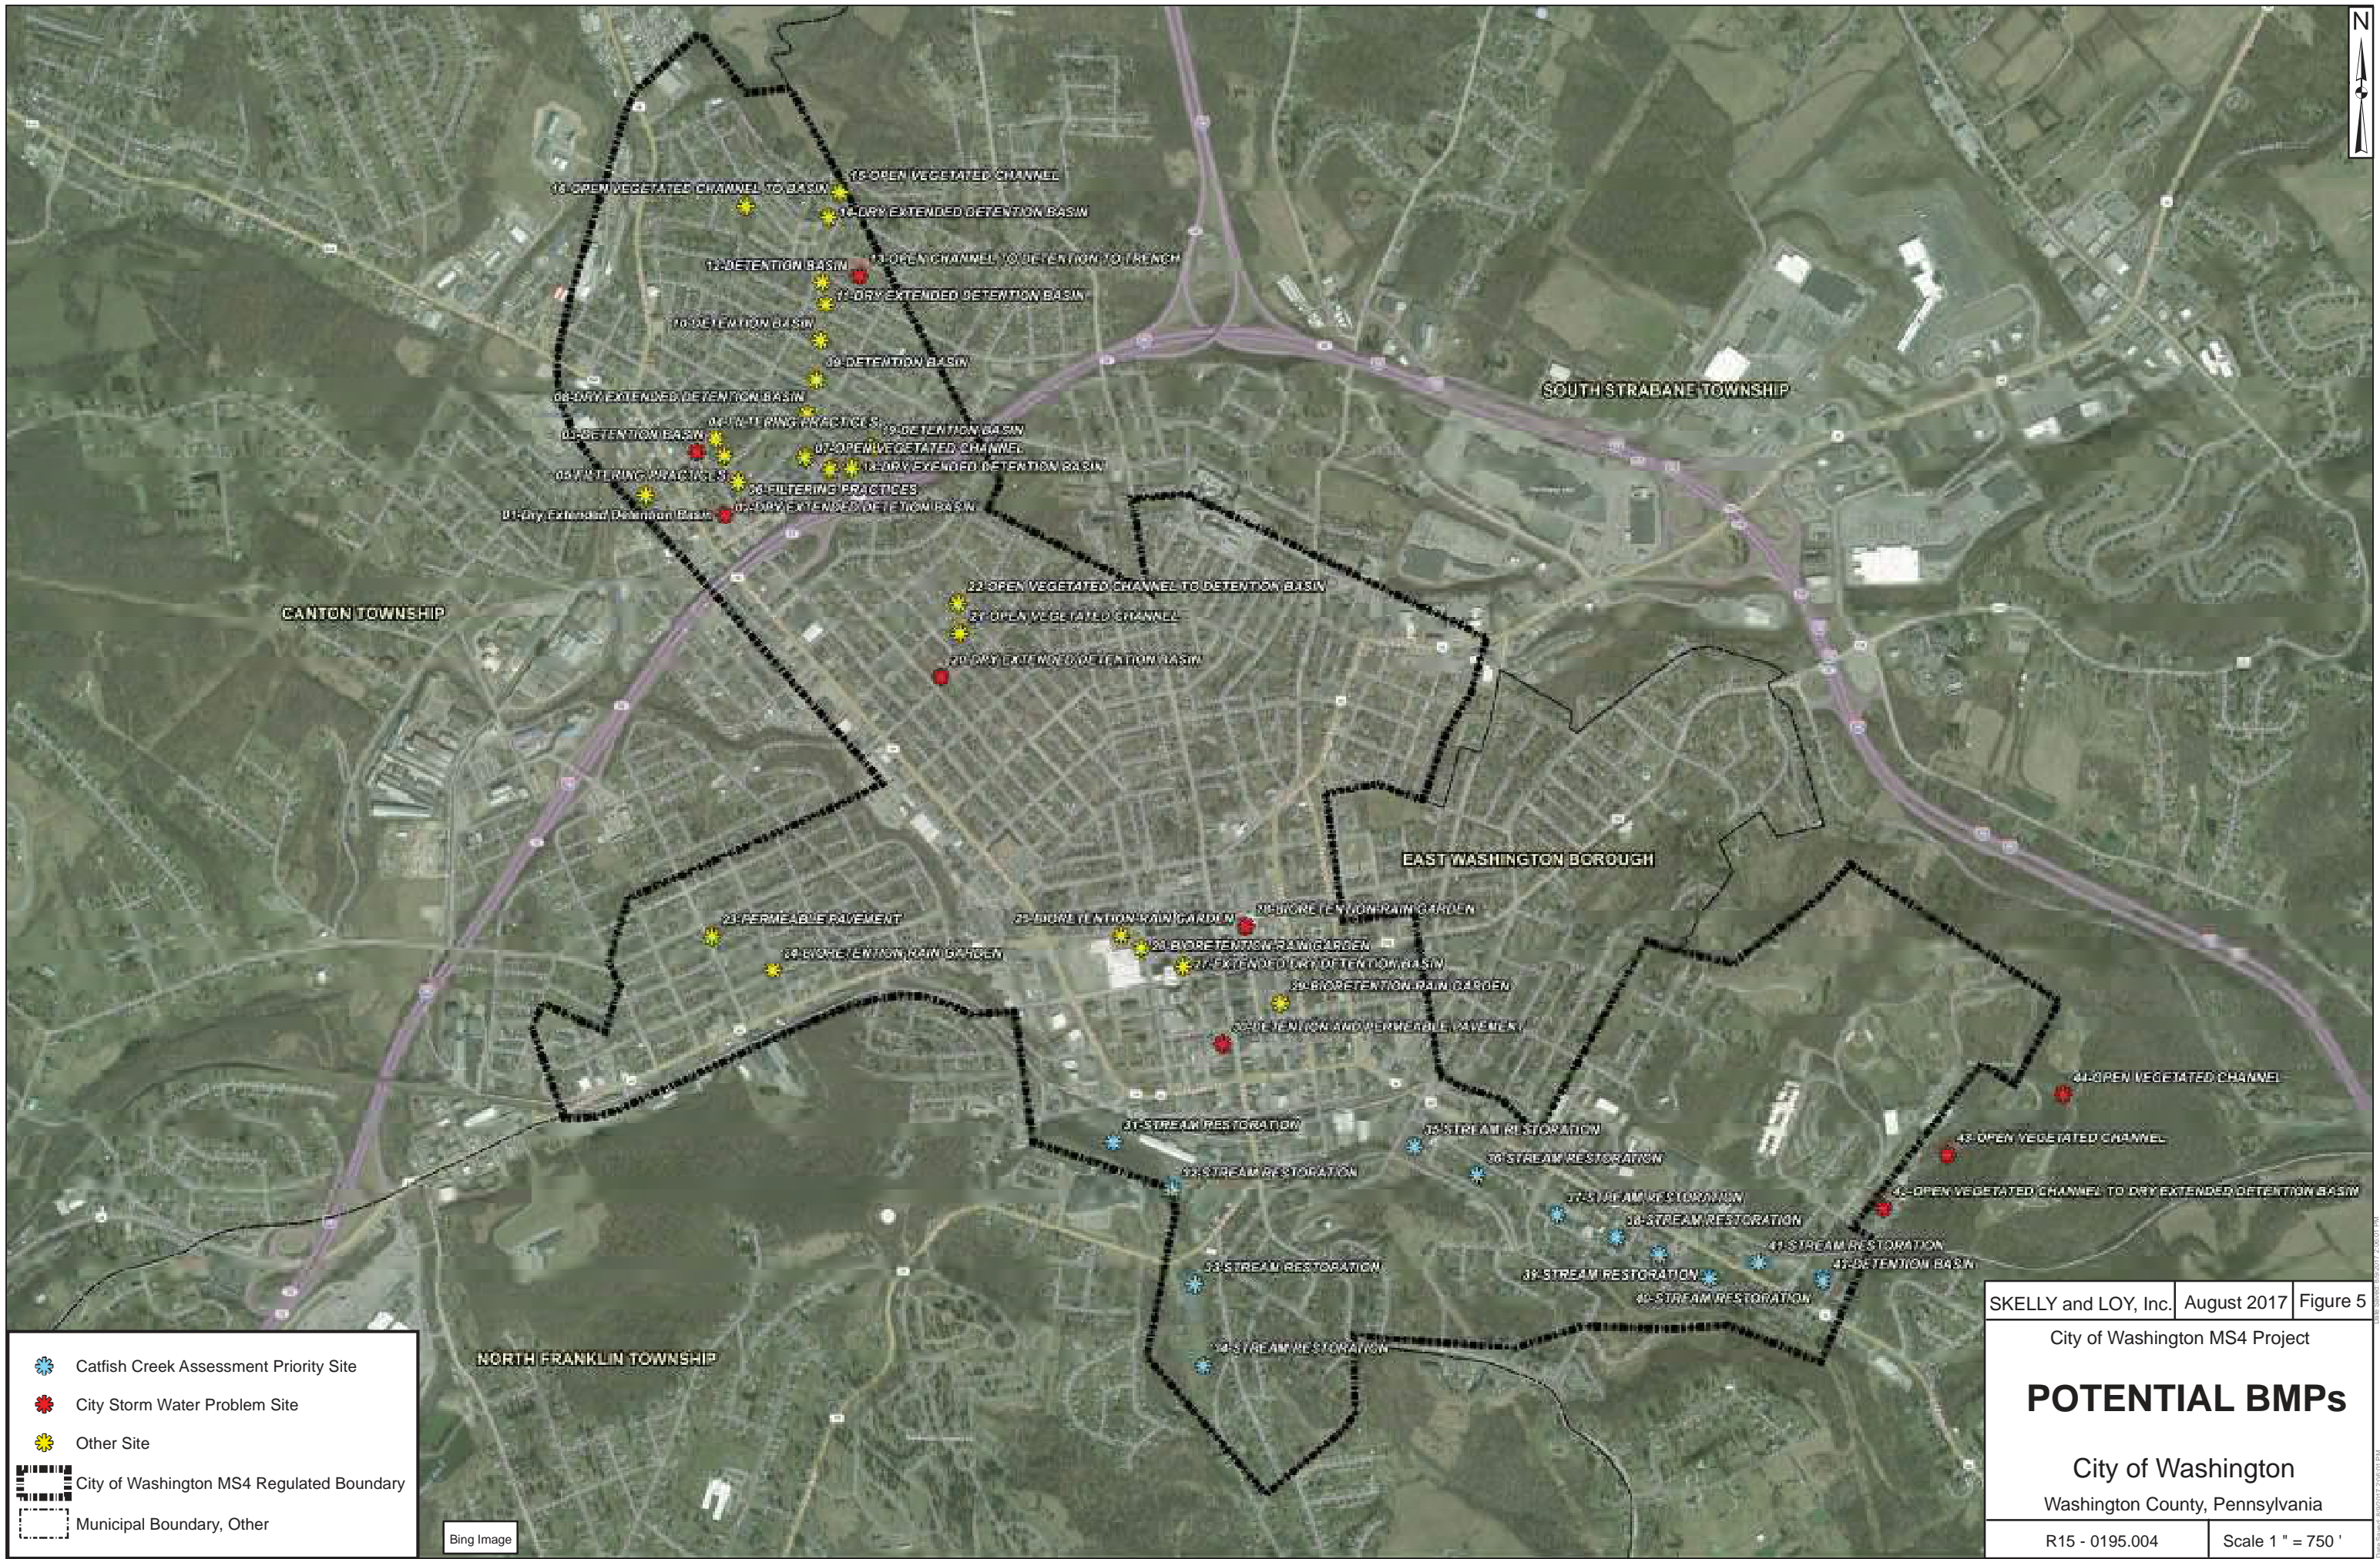 N
15-OPEN VEGETATED CHANNEL
16-OPEN VEGETATED CHANNEL TO BASIN
14-DRY EXTENDED DETENTION BASIN
13-OPEN CHANNEL TO DETENTION TO TRENCH
12-DETENTION BASIN
11-DRY EXTENDED DETENTION BASIN
10-DETENTION BASIN
09-DETENTION BASIN
08-DRY EXTENDED DETENTION BASIN
04-FILTERING PRACTICES
19-DETENTION BASIN
03-DETENTION BASIN
07-OPEN VEGETATED CHANNEL
18-DRY EXENDED DETENTION BASIN
05-FILTERING PRACTICES
06-FILTERING PRACTICES
02-DRY EXTENDED DETETION BASIN
01-Dry Extended Detention Basin
SOUTH STRABANE TOWNSHIP
CANTON TOWNSHIP
22-OPEN VEGETATED CHANNEL TO DETENTION BASIN
21-OPEN VEGETATED CHANNEL
20-DRY EXTENDED DETENTION BASIN
EAST WASHINGTON BOROUGH
23-PERMEABLE PAVEMENT
24-BIORETENTION-RAIN GARDEN
25-BIORETENTION-RAIN GARDEN
28-BIORETENTION-RAIN GARDEN
26-BIORETENTION-RAIN GARDEN
27-EXTENDED DRY DETENTION BASIN
29-BIORETENTION-RAIN GARDEN
30-DETENTION AND PERMEABLE PAVEMENT
44-OPEN VEGETATED CHANNEL
43-OPEN VEGETATED CHANNEL
31-STREAM RESTORATION
35-STREAM RESTORATION
32-STREAM RESTORATION
36-STREAM RESTORATION
37-STREAM RESTORATION
38-STREAM RESTORATION
-OPEN VEGETATED CHANNEL TO DRY EXTENDED DETENTION BASIN
41-STREAM RESTORATION
-DETENTION BASIN
33-STREAM RESTORATION
39-STREAM RESTORATION
40-STREAM RESTORATION
34-STREAM RESTORATION
NORTH FRANKLIN TOWNSHIP
Catfish Creek Assessment Priority Site
City Storm Water Problem Site
Other Site
City of Washington MS4 Regulated Boundary
Municipal Boundary, Other
Bing Image
SKELLY and LOY, Inc.
August 2017
Figure 5
City of Washington MS4 Project
POTENTIAL BMPs
City of Washington
Washington County, Pennsylvania
R15 - 0195.004
Scale 1 " = 750 '